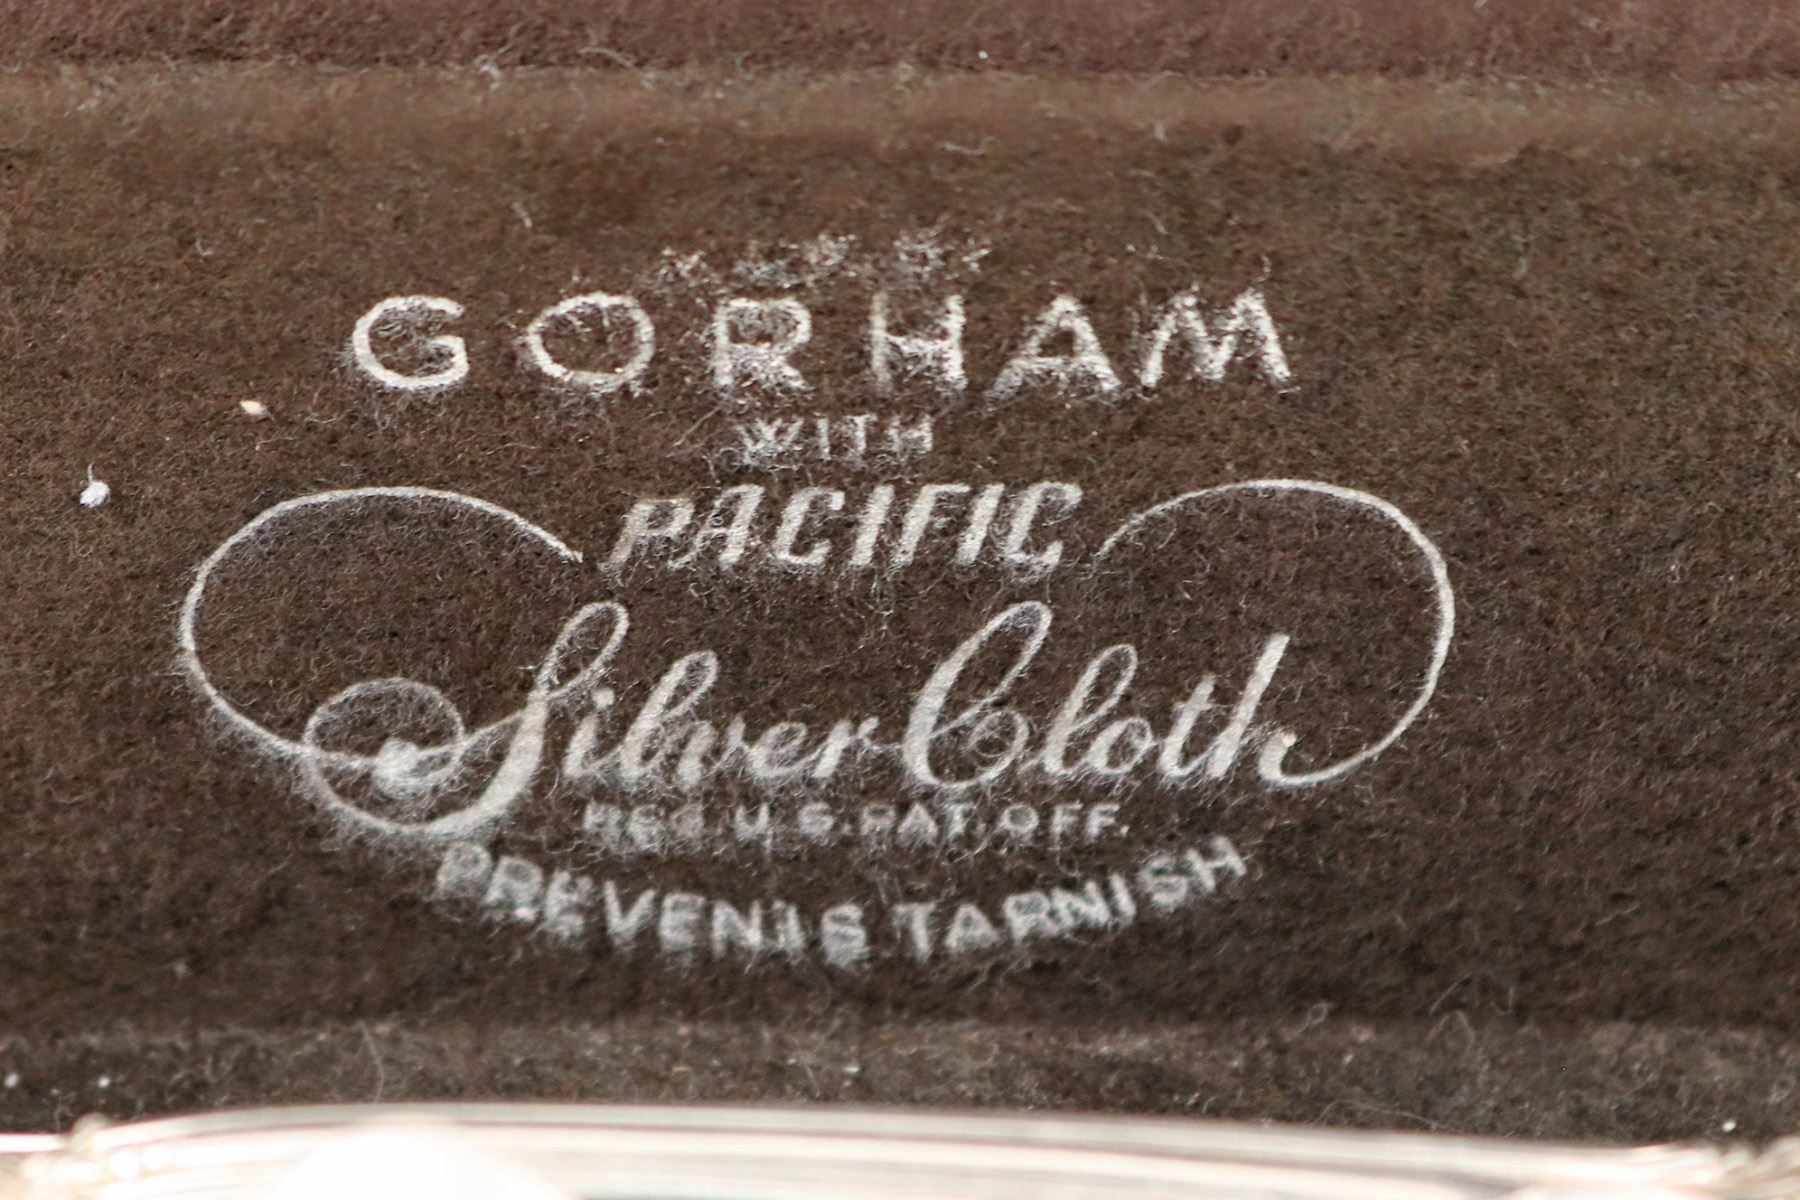 GORHAM
WITH
PACIFIC
Silver Cloth
REG. U.S. PAT. OFF.
PREVENTS TARNISH